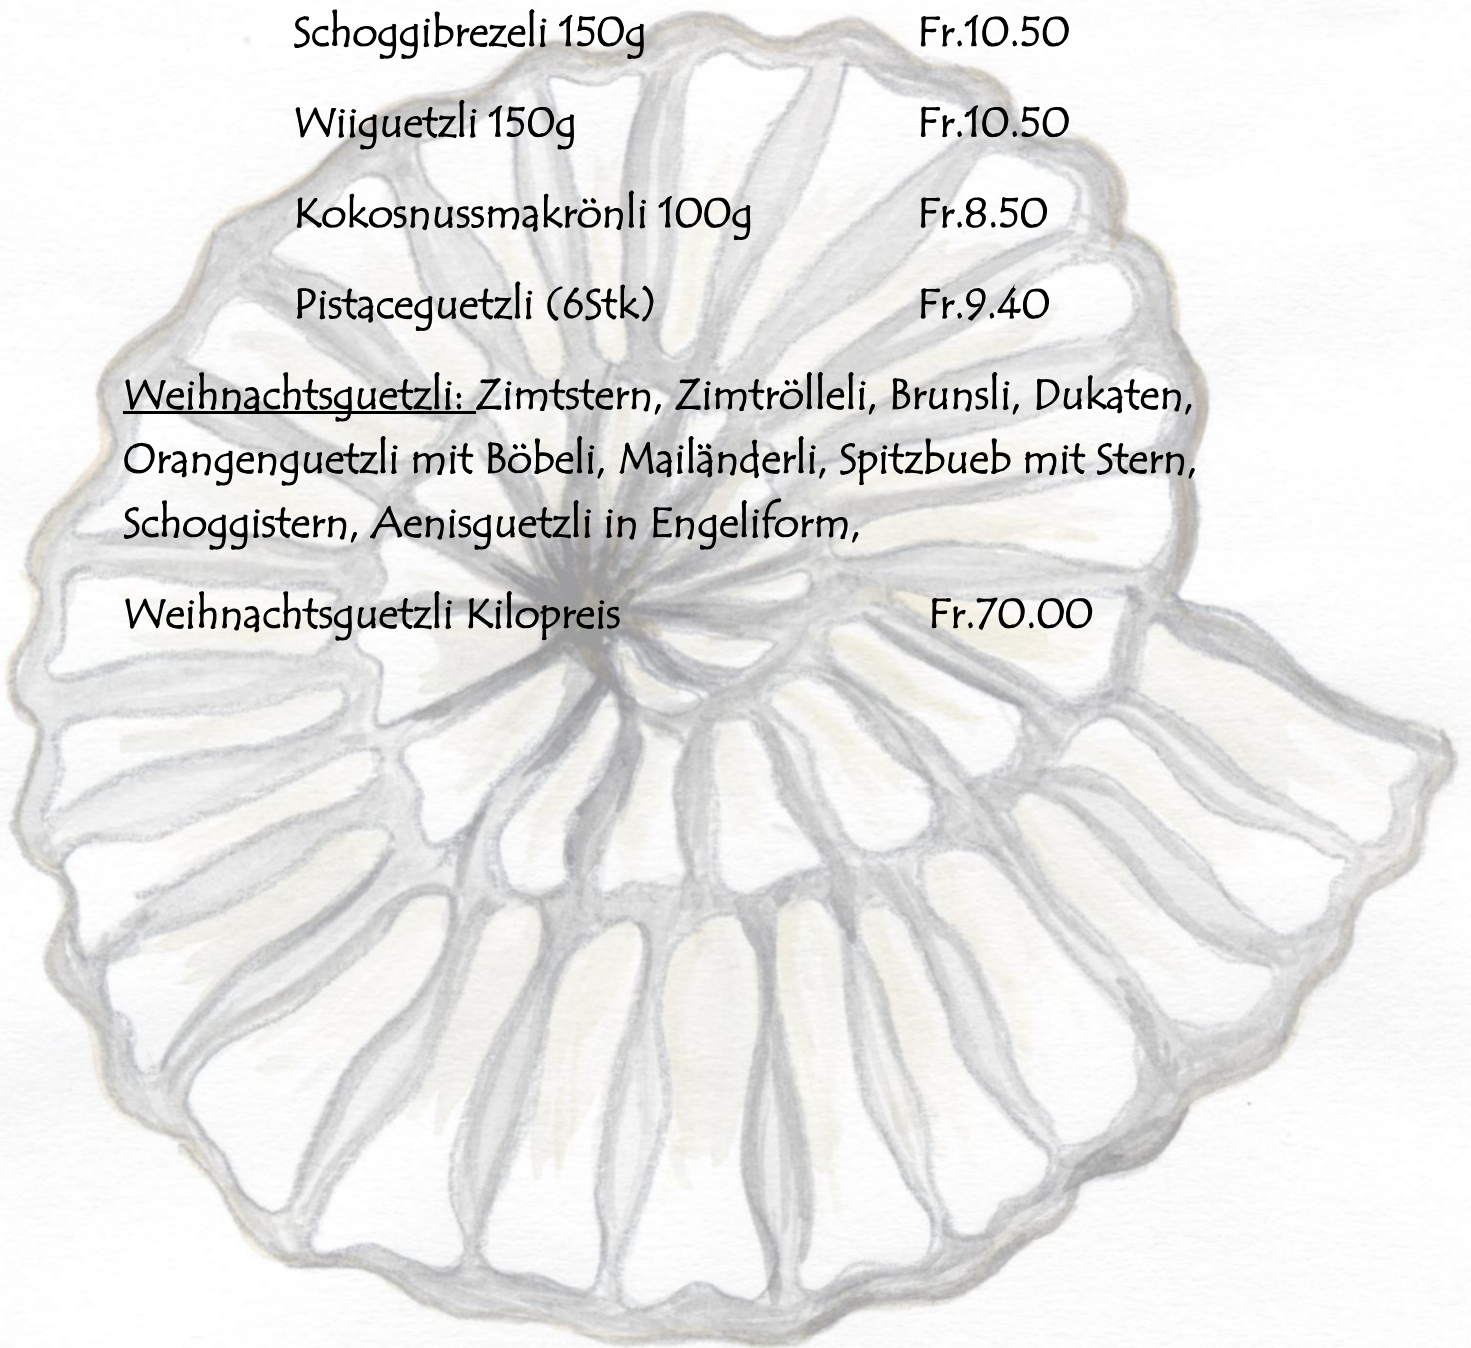 Schoggibrezeli 150g Fr.10.50
Wiiguetzli 150g Fr.10.50
Kokosnussmakrönli 100g Fr.8.50
Pistaceguetzli (6Stk) Fr.9.40
Weihnachtsguetzli: Zimtstern, Zimtrölleli, Brunsli, Dukaten,
Orangenguetzli mit Böbeli, Mailänderli, Spitzbueb mit Stern,
Schoggistern, Aenisguetzli in Engeliform,
Weihnachtsguetzli Kilopreis Fr.70.00